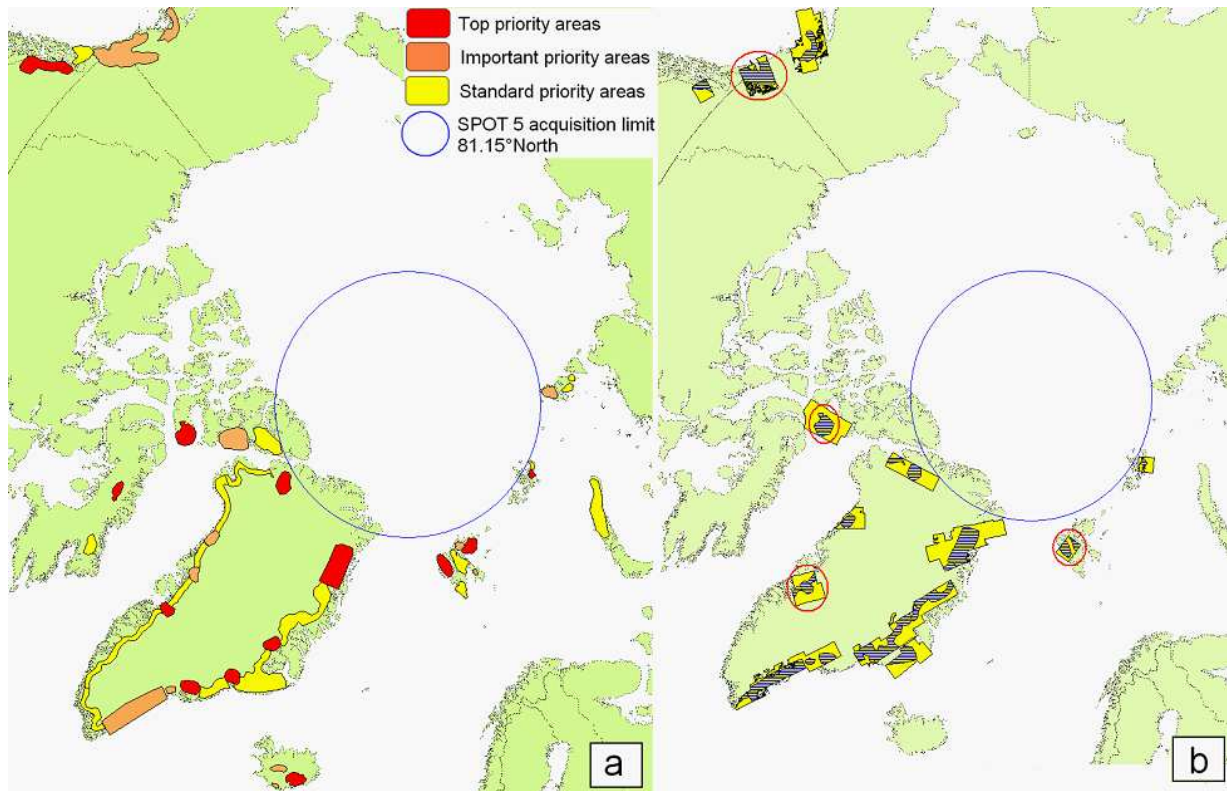 Top priority areas
Important priority areas
Standard priority areas
SPOT 5 acquisition limit
81.15°North
a
b